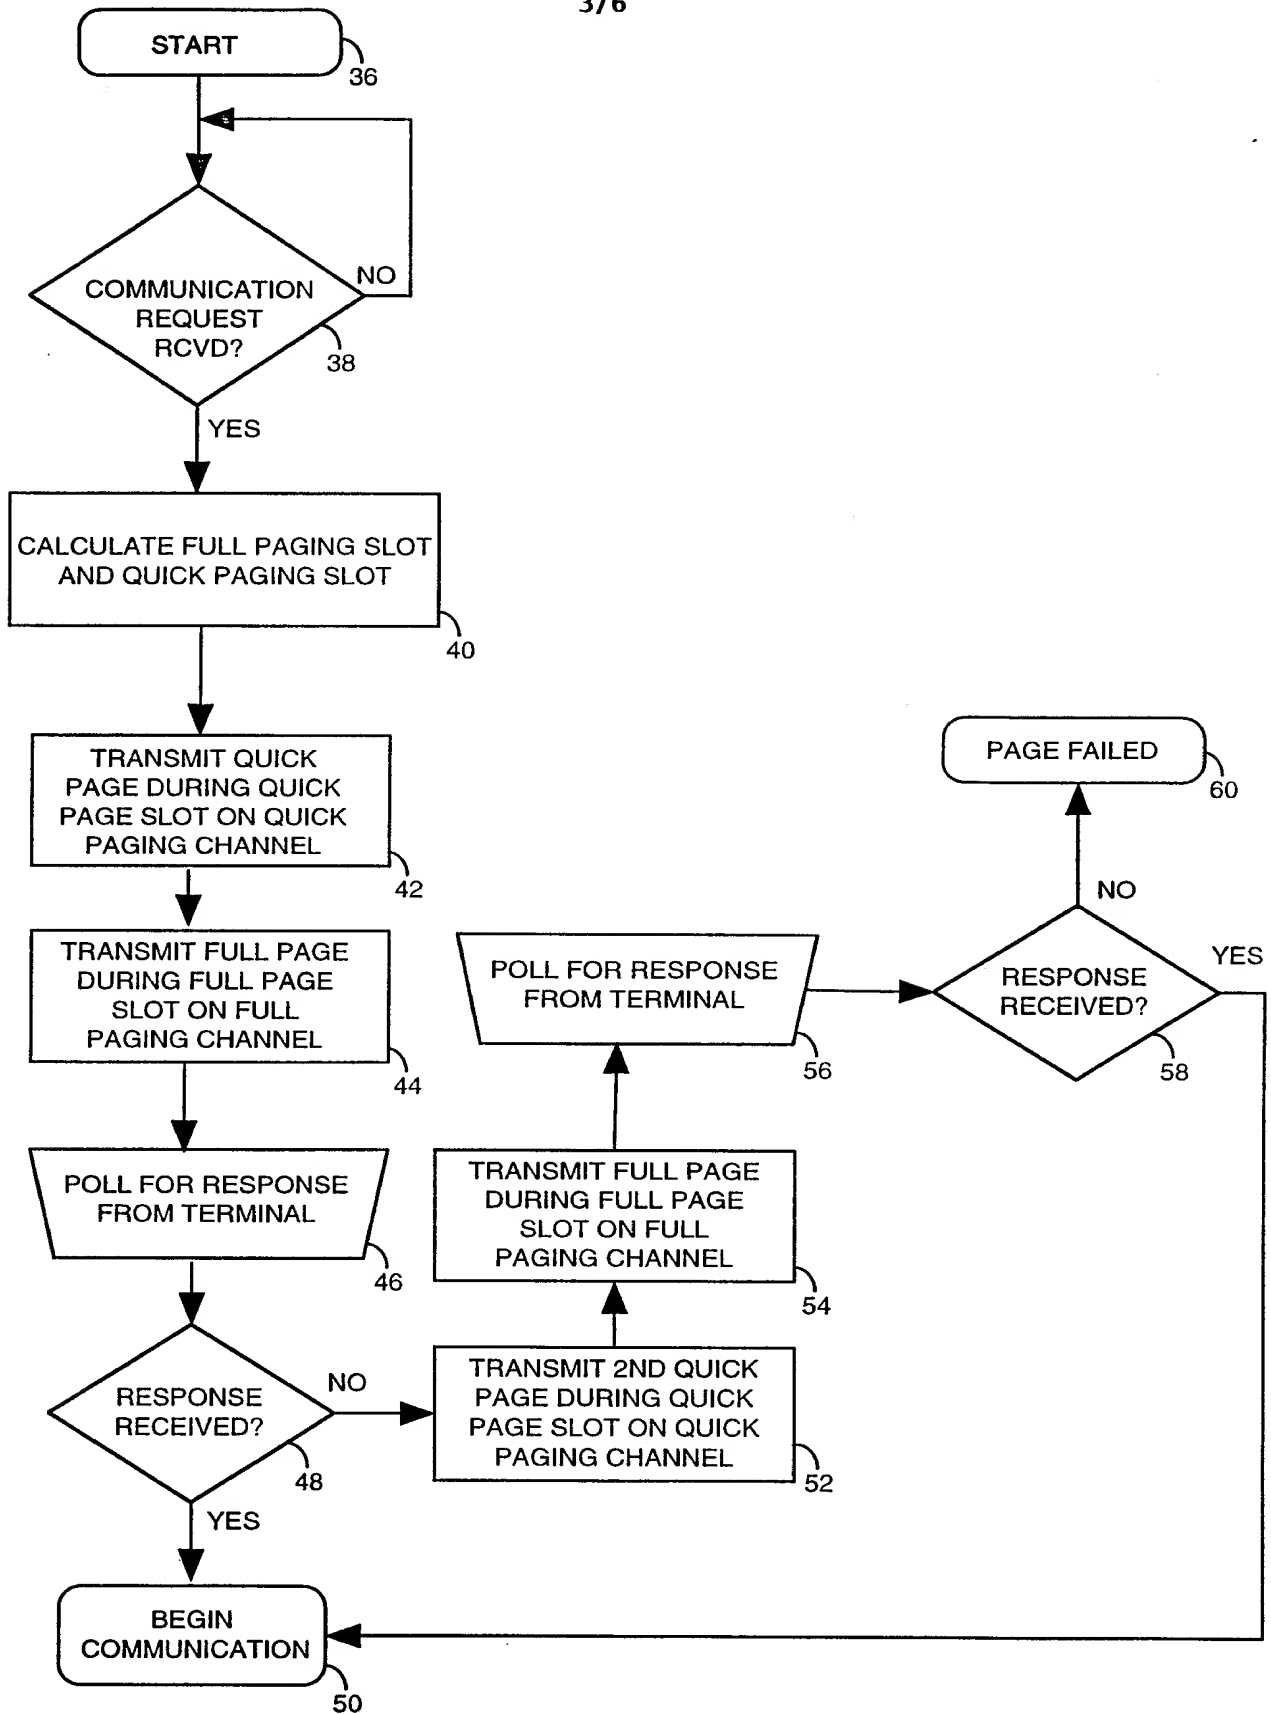 3/6
START
36
COMMUNICATION
REQUEST
RCVD?
NO
38
YES
CALCULATE FULL PAGING SLOT
AND QUICK PAGING SLOT
40
TRANSMIT QUICK
PAGE DURING QUICK
PAGE SLOT ON QUICK
PAGING CHANNEL
42
TRANSMIT FULL PAGE
DURING FULL PAGE
SLOT ON FULL
PAGING CHANNEL
44
POLL FOR RESPONSE
FROM TERMINAL
46
RESPONSE
RECEIVED?
NO
48
YES
BEGIN
COMMUNICATION
50
TRANSMIT 2ND QUICK
PAGE DURING QUICK
PAGE SLOT ON QUICK
PAGING CHANNEL
52
TRANSMIT FULL PAGE
DURING FULL PAGE
SLOT ON FULL
PAGING CHANNEL
54
POLL FOR RESPONSE
FROM TERMINAL
56
RESPONSE
RECEIVED?
58
YES
NO
PAGE FAILED
60